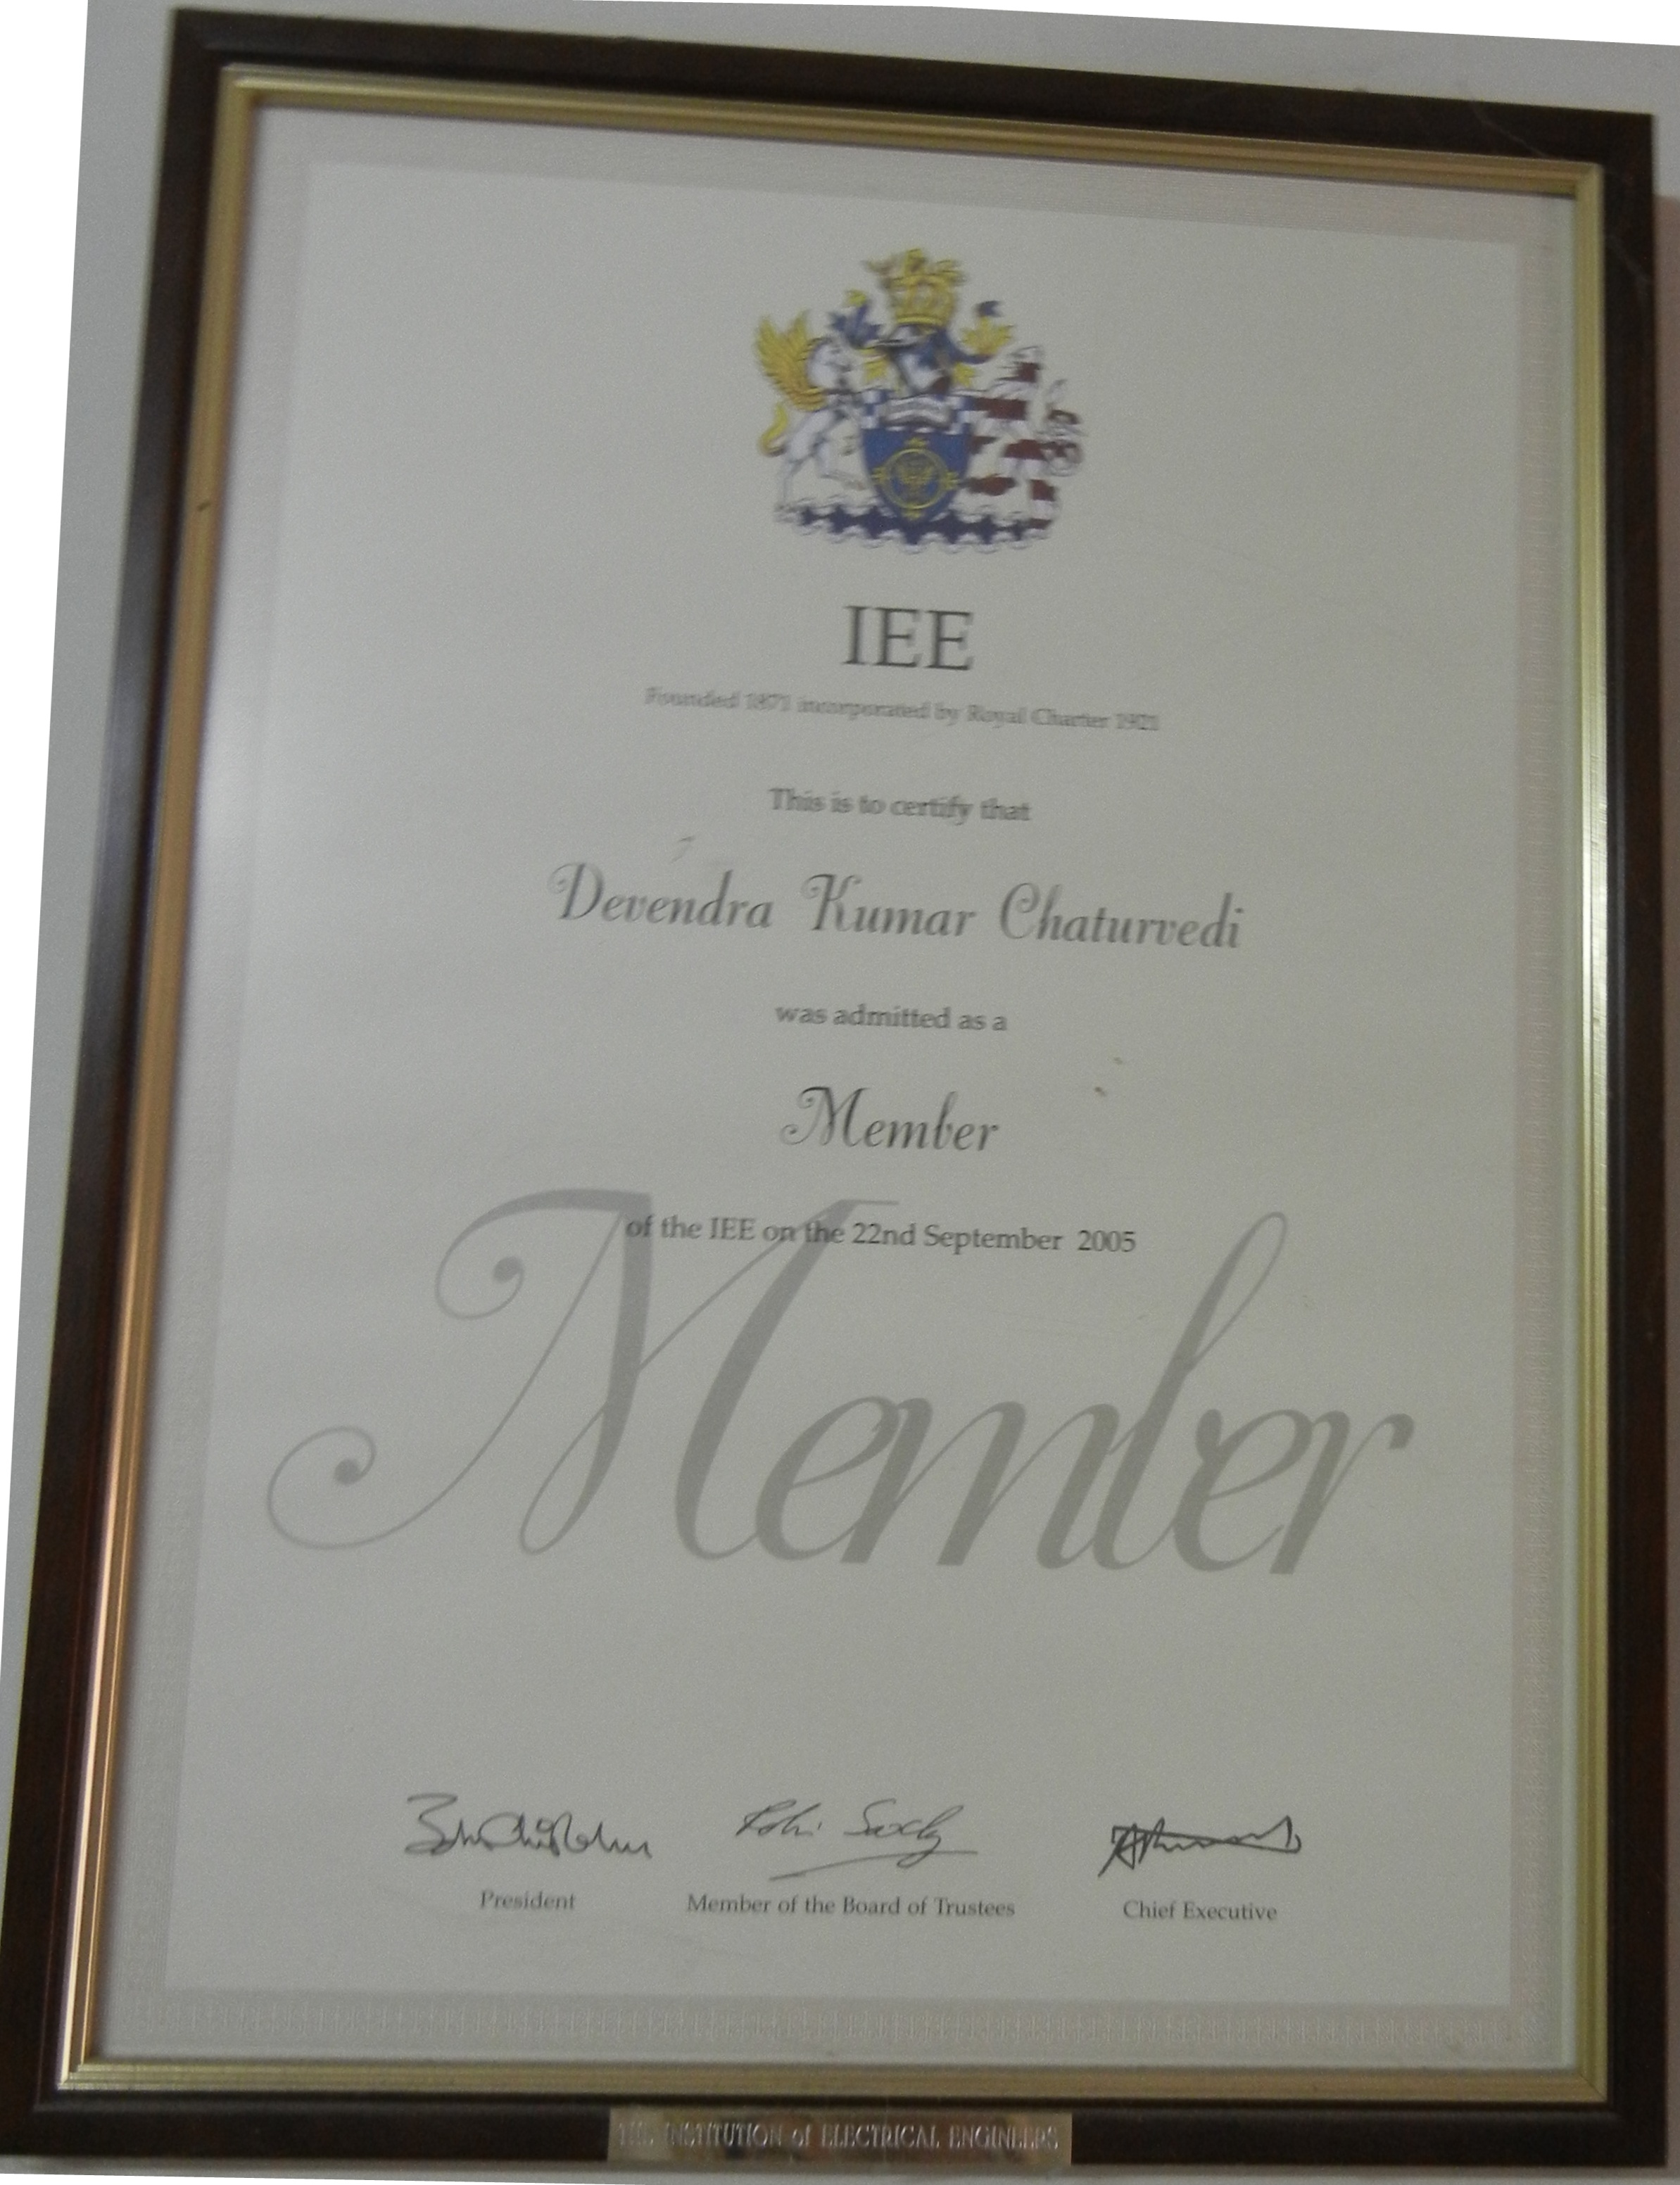 IEE
Founded 1871 incorporated by Royal Charter 1921
This is to certify that
Devendra Kumar Chaturvedi
was admitted as a
Member
of the IEE on the 22nd September 2005
Member
President Member of the Board of Trustees Chief Executive
THE INSTITUTION of ELECTRICAL ENGINEERS